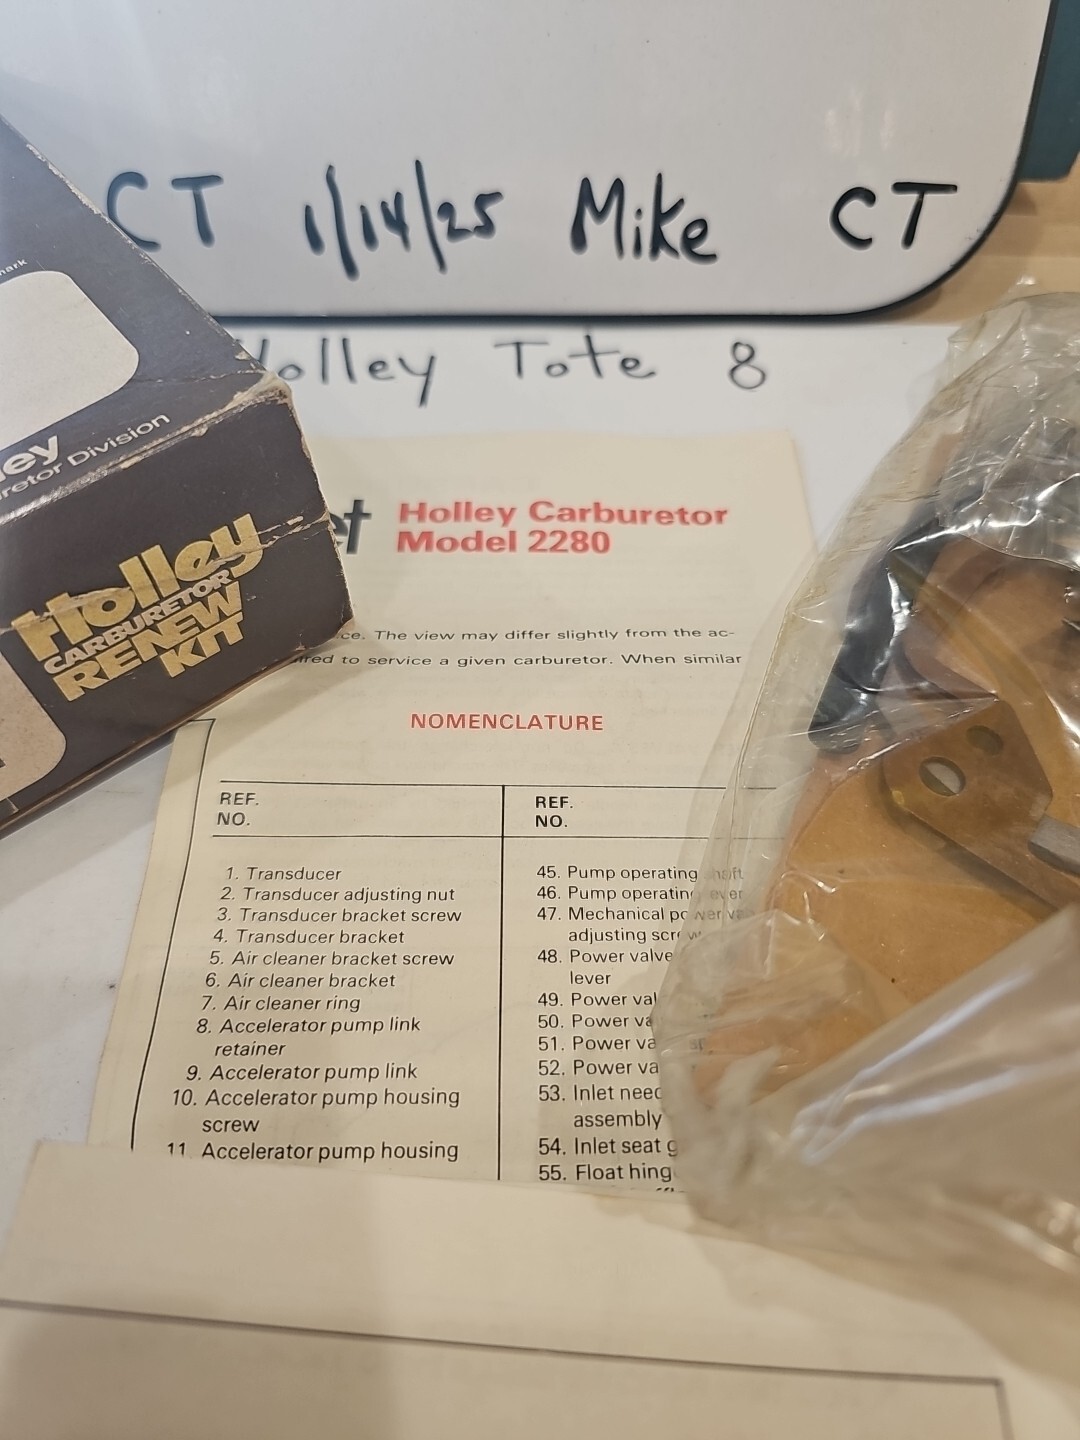 CT 1/14/25 Mike CT
Holley Tote 8
Carburetor Division
Holley
CARBURETOR
RENEW
KIT
Holley Carburetor
Model 2280
The view may differ slightly from the ac-
to service a given carburetor. When similar
NOMENCLATURE
REF.
NO.
1. Transducer
2. Transducer adjusting nut
3. Transducer bracket screw
4. Transducer bracket
5. Air cleaner bracket screw
6. Air cleaner bracket
7. Air cleaner ring
8. Accelerator pump link
retainer
9. Accelerator pump link
10. Accelerator pump housing
screw
11. Accelerator pump housing
REF.
NO.
45. Pump operating shaft
46. Pump operating lever
47. Mechanical power
adjusting screw
48. Power valve
lever
49. Power
50. Power
51. Power
52. Power
53. Inlet
assembly
54. Inlet seat
55. Float